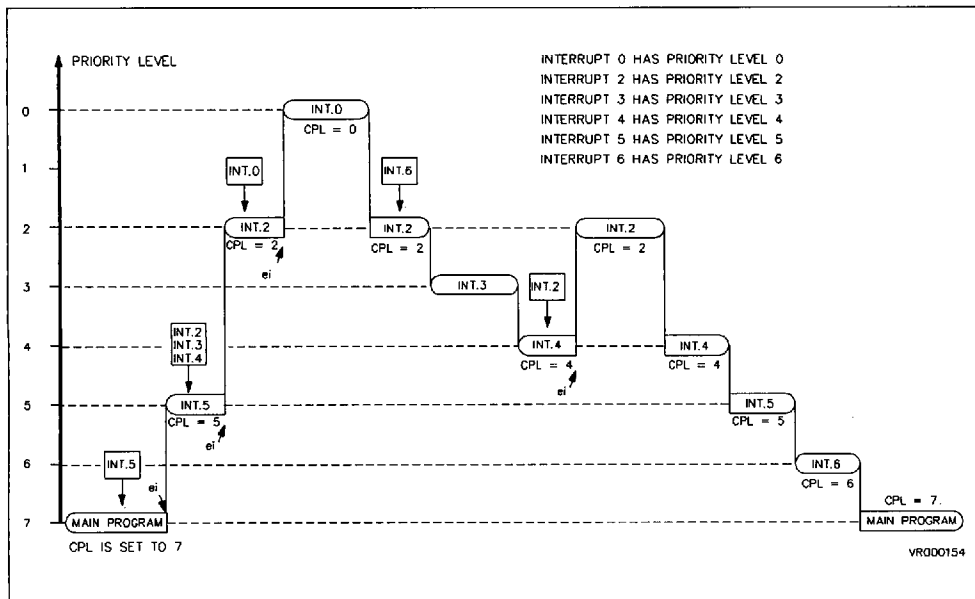 PRIORITY LEVEL
INTERRUPT 0 HAS PRIORITY LEVEL 0
INTERRUPT 2 HAS PRIORITY LEVEL 2
INTERRUPT 3 HAS PRIORITY LEVEL 3
INTERRUPT 4 HAS PRIORITY LEVEL 4
INTERRUPT 5 HAS PRIORITY LEVEL 5
INTERRUPT 6 HAS PRIORITY LEVEL 6
0
INT.0
CPL = 0
1
INT.0
INT.6
2
INT.2
CPL = 2
ei
INT.2
CPL = 2
INT.2
CPL = 2
3
INT.3
INT.2
INT.2
INT.3
INT.4
4
INT.4
CPL = 4
ei
INT.4
CPL = 4
5
INT.5
CPL = 5
ei
INT.5
CPL = 5
6
INT.5
ei
INT.6
CPL = 6
CPL = 7.
7
MAIN PROGRAM
MAIN PROGRAM
CPL IS SET TO 7
VR000154